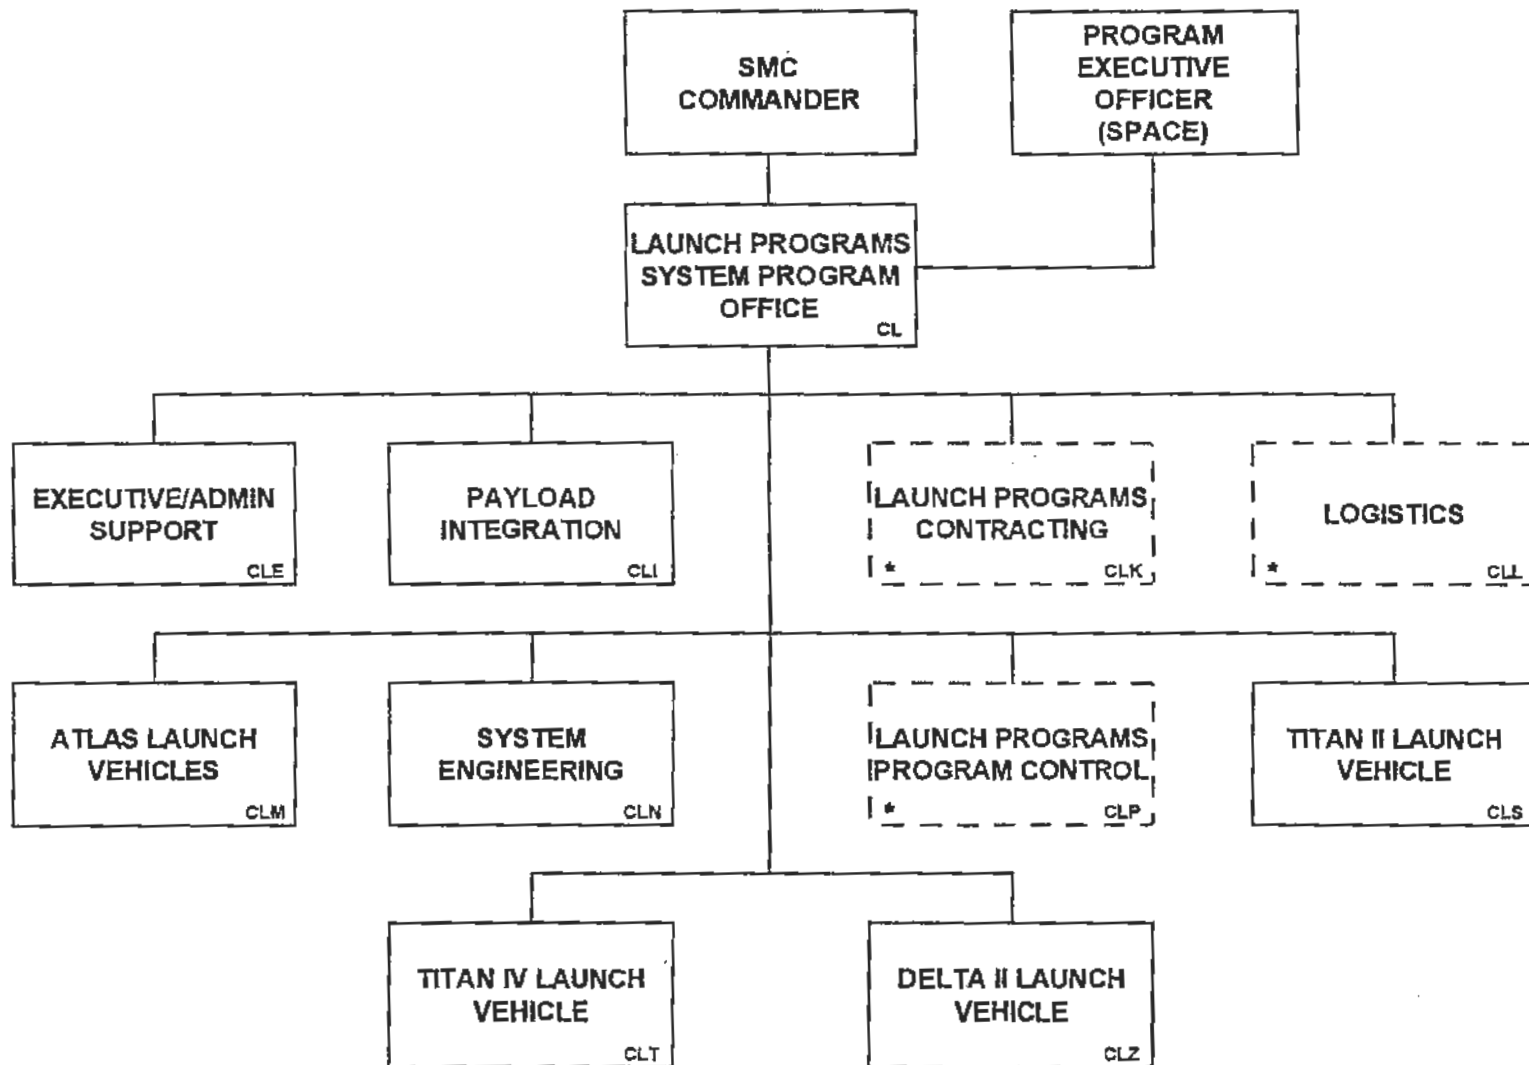 SMC
COMMANDER
PROGRAM
EXECUTIVE
OFFICER
(SPACE)
LAUNCH PROGRAMS
SYSTEM PROGRAM
OFFICE
CL
EXECUTIVE/ADMIN
SUPPORT
CLE
PAYLOAD
INTEGRATION
CLI
LAUNCH PROGRAMS
CONTRACTING
* CLK
LOGISTICS
* CLL
ATLAS LAUNCH
VEHICLES
CLM
SYSTEM
ENGINEERING
CLN
LAUNCH PROGRAMS
PROGRAM CONTROL
* CLP
TITAN II LAUNCH
VEHICLE
CLS
TITAN IV LAUNCH
VEHICLE
CLT
DELTA II LAUNCH
VEHICLE
CLZ